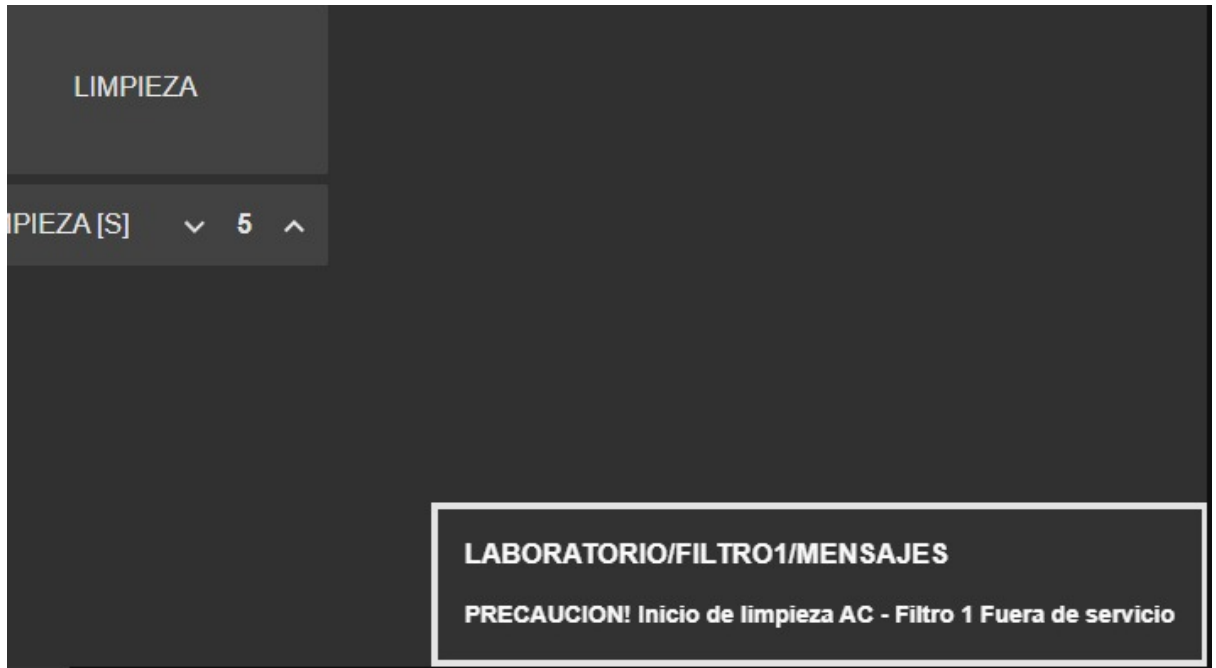 LIMPIEZA
IPIEZA [S] 5
LABORATORIO/FILTRO1/MENSAJES
PRECAUCION! Inicio de limpieza AC - Filtro 1 Fuera de servicio